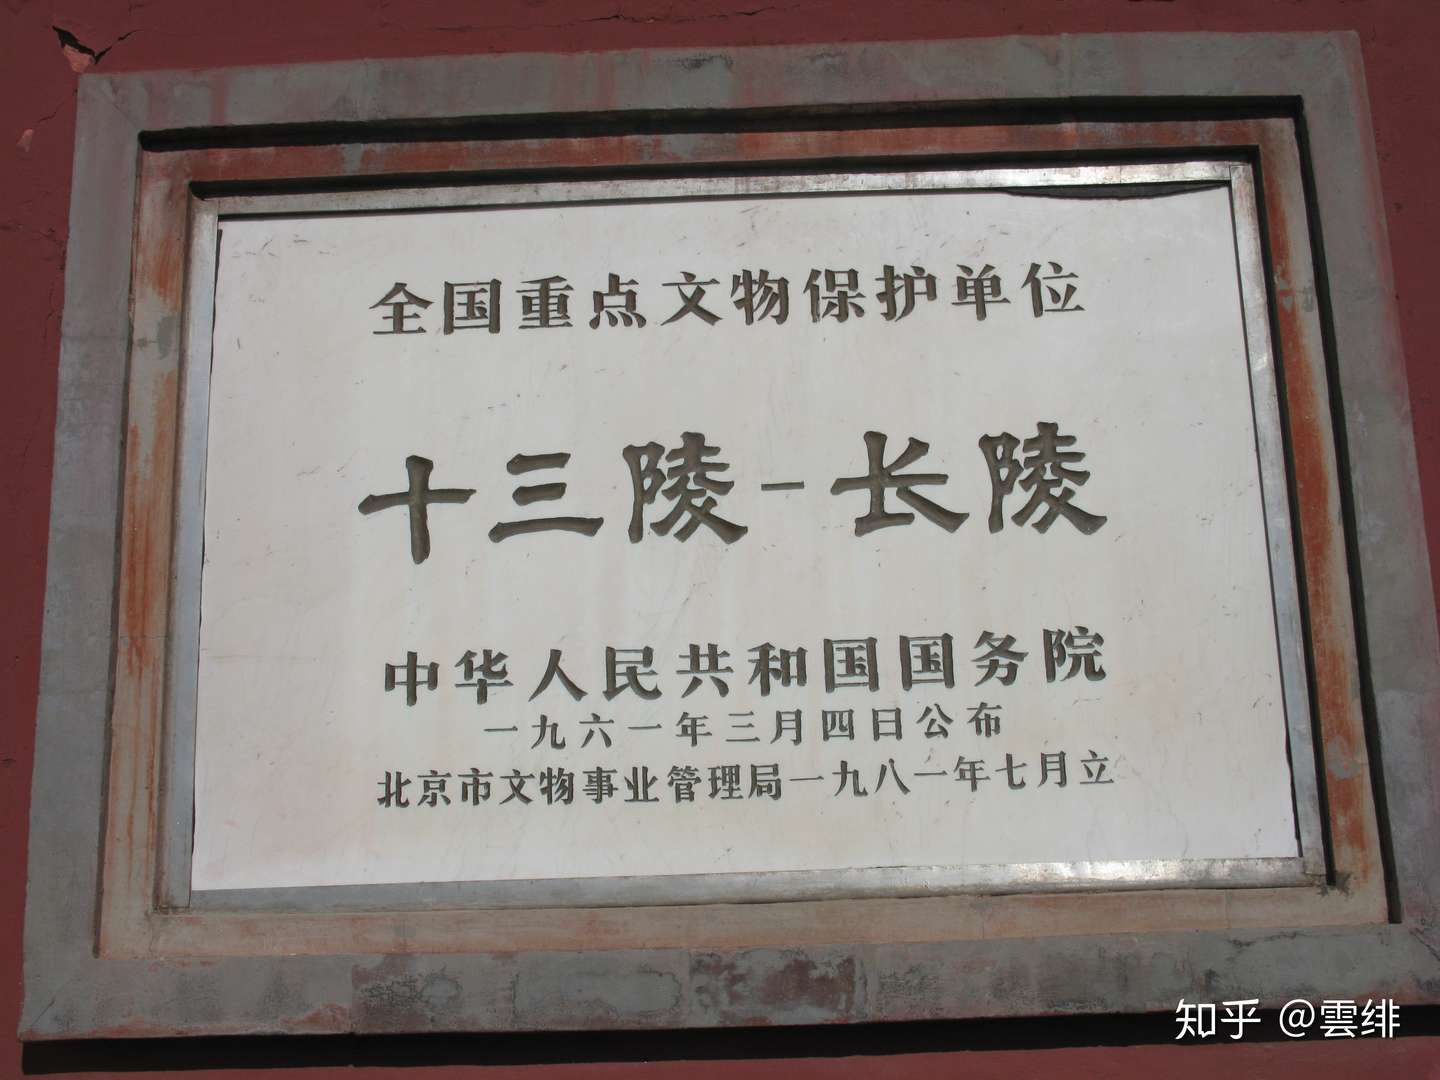 全国重点文物保护单位
十三陵-长陵
中华人民共和国国务院
一九六一年三月四日公布
北京市文物事业管理局一九八一年七月立
知乎 @雲绯